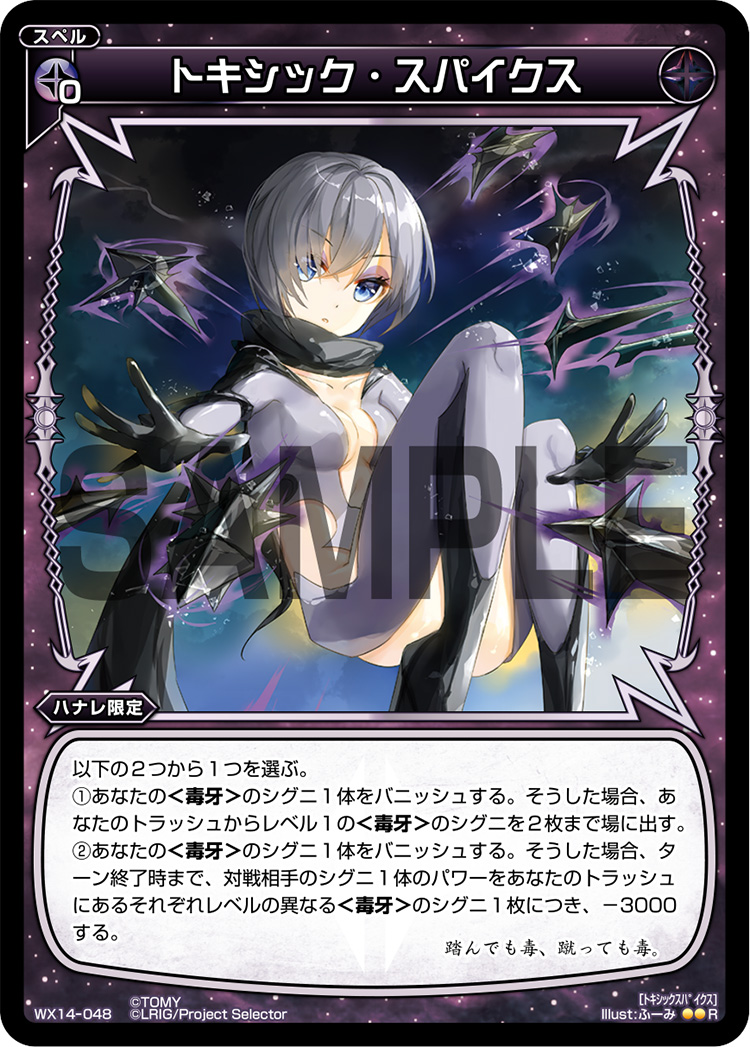 スペル
0
トキシック・スパイクス
SAMPLE
ハナレ限定
以下の２つから１つを選ぶ。
①あなたの＜毒牙＞のシグニ１体をバニッシュする。そうした場合、あ
なたのトラッシュからレベル１の＜毒牙＞のシグニを２枚まで場に出す。
②あなたの＜毒牙＞のシグニ１体をバニッシュする。そうした場合、タ
ーン終了時まで、対戦相手のシグニ１体のパワーをあなたのトラッシュ
にあるそれぞれレベルの異なる＜毒牙＞のシグニ１枚につき、－3000
する。
踏んでも毒、蹴っても毒。
WX14-048
©TOMY
©LRIG/Project Selector
[トキシックスパイクス]
Illust:ふーみ
R